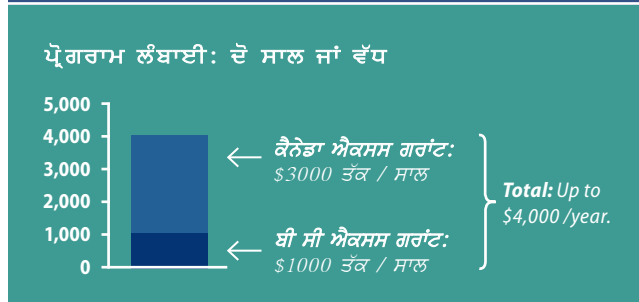 ਪ੍ਰੋਗਰਾਮ ਲੰਬਾਈ: ਦੋ ਸਾਲ ਜਾਂ ਵੱਧ
5,000
4,000
3,000
2,000
1,000
0
ਕੈਨੇਡਾ ਐਕਸਸ ਗਰਾਂਟ:
$3000 ਤੱਕ / ਸਾਲ
ਬੀ ਸੀ ਐਕਸਸ ਗਰਾਂਟ:
$1000 ਤੱਕ / ਸਾਲ
Total: Up to
$4,000 /year.